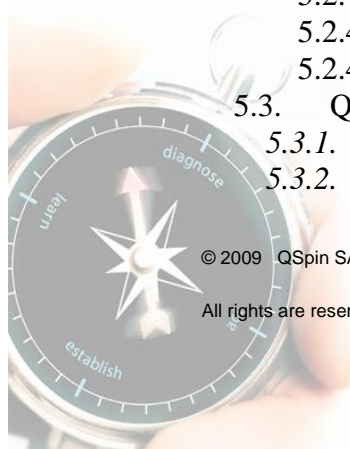 5.2.
5.2.4
5.2.4
5.3. Q
5.3.1.
5.3.2.
diagnose
learn
establish
© 2009 QSpin SA
All rights are reser